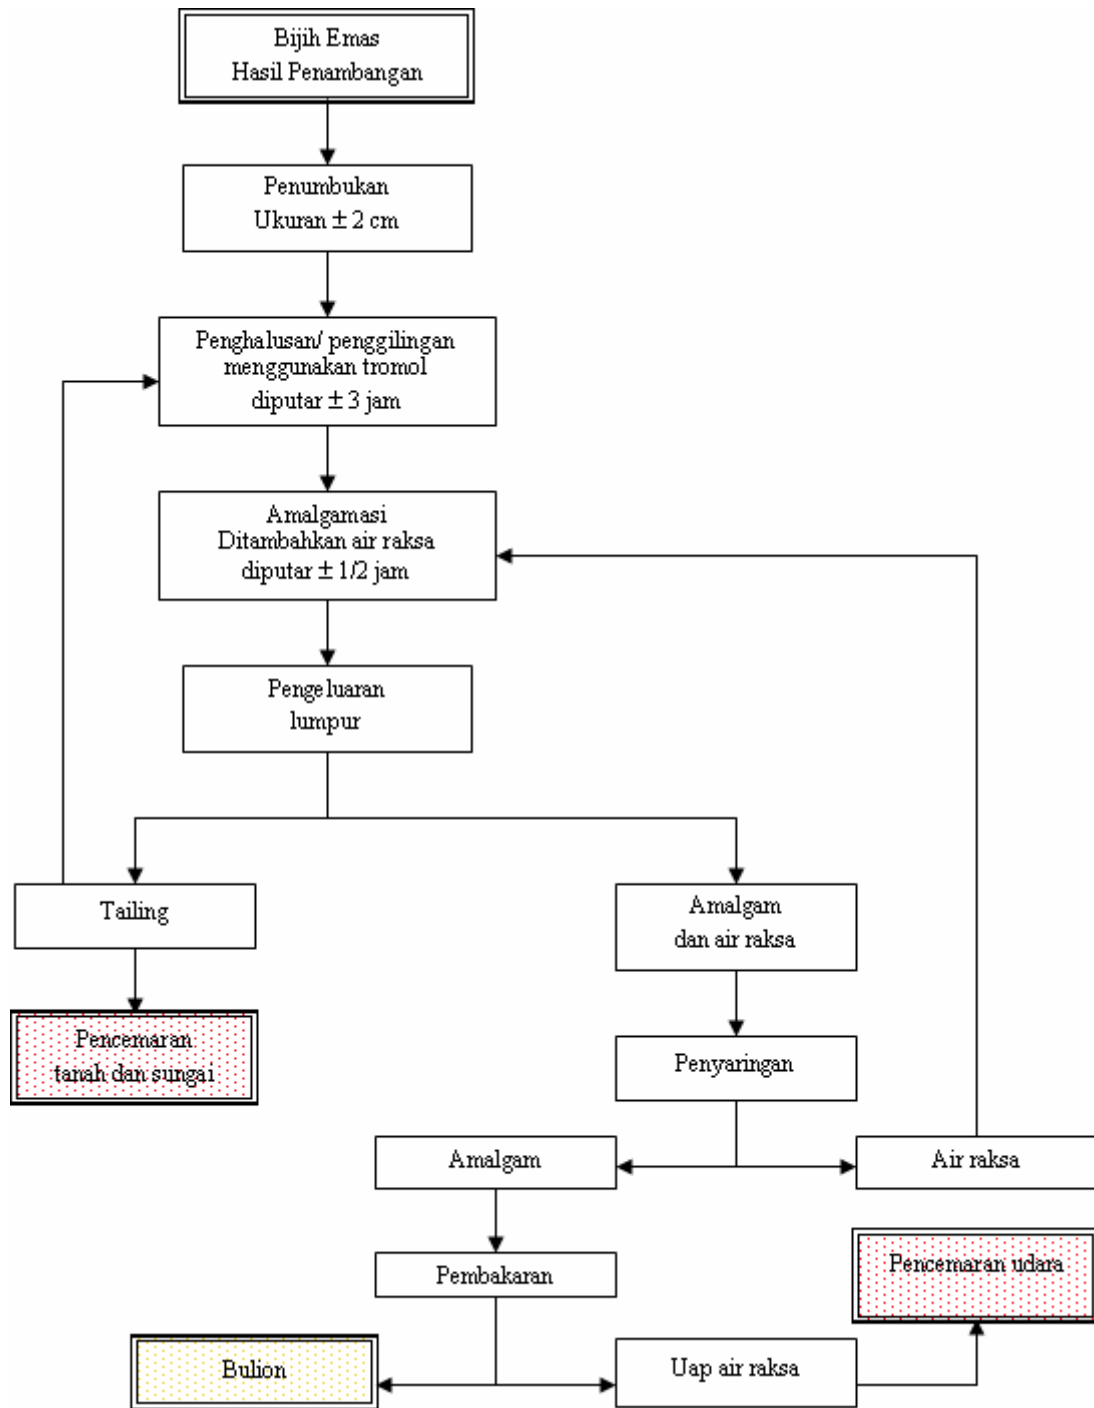 Bijih Emas
Hasil Penambangan
Penumbukan
Ukuran ± 2 cm
Penghalusan/ penggilingan
menggunakan tromol
diputar ± 3 jam
Amalgamasi
Ditambahkan air raksa
diputar ± 1/2 jam
Pengeluaran
lumpur
Tailing
Amalgam
dan air raksa
Pencemaran
tanah dan sungai
Penyaringan
Amalgam
Air raksa
Pembakaran
Pencemaran udara
Bulion
Uap air raksa